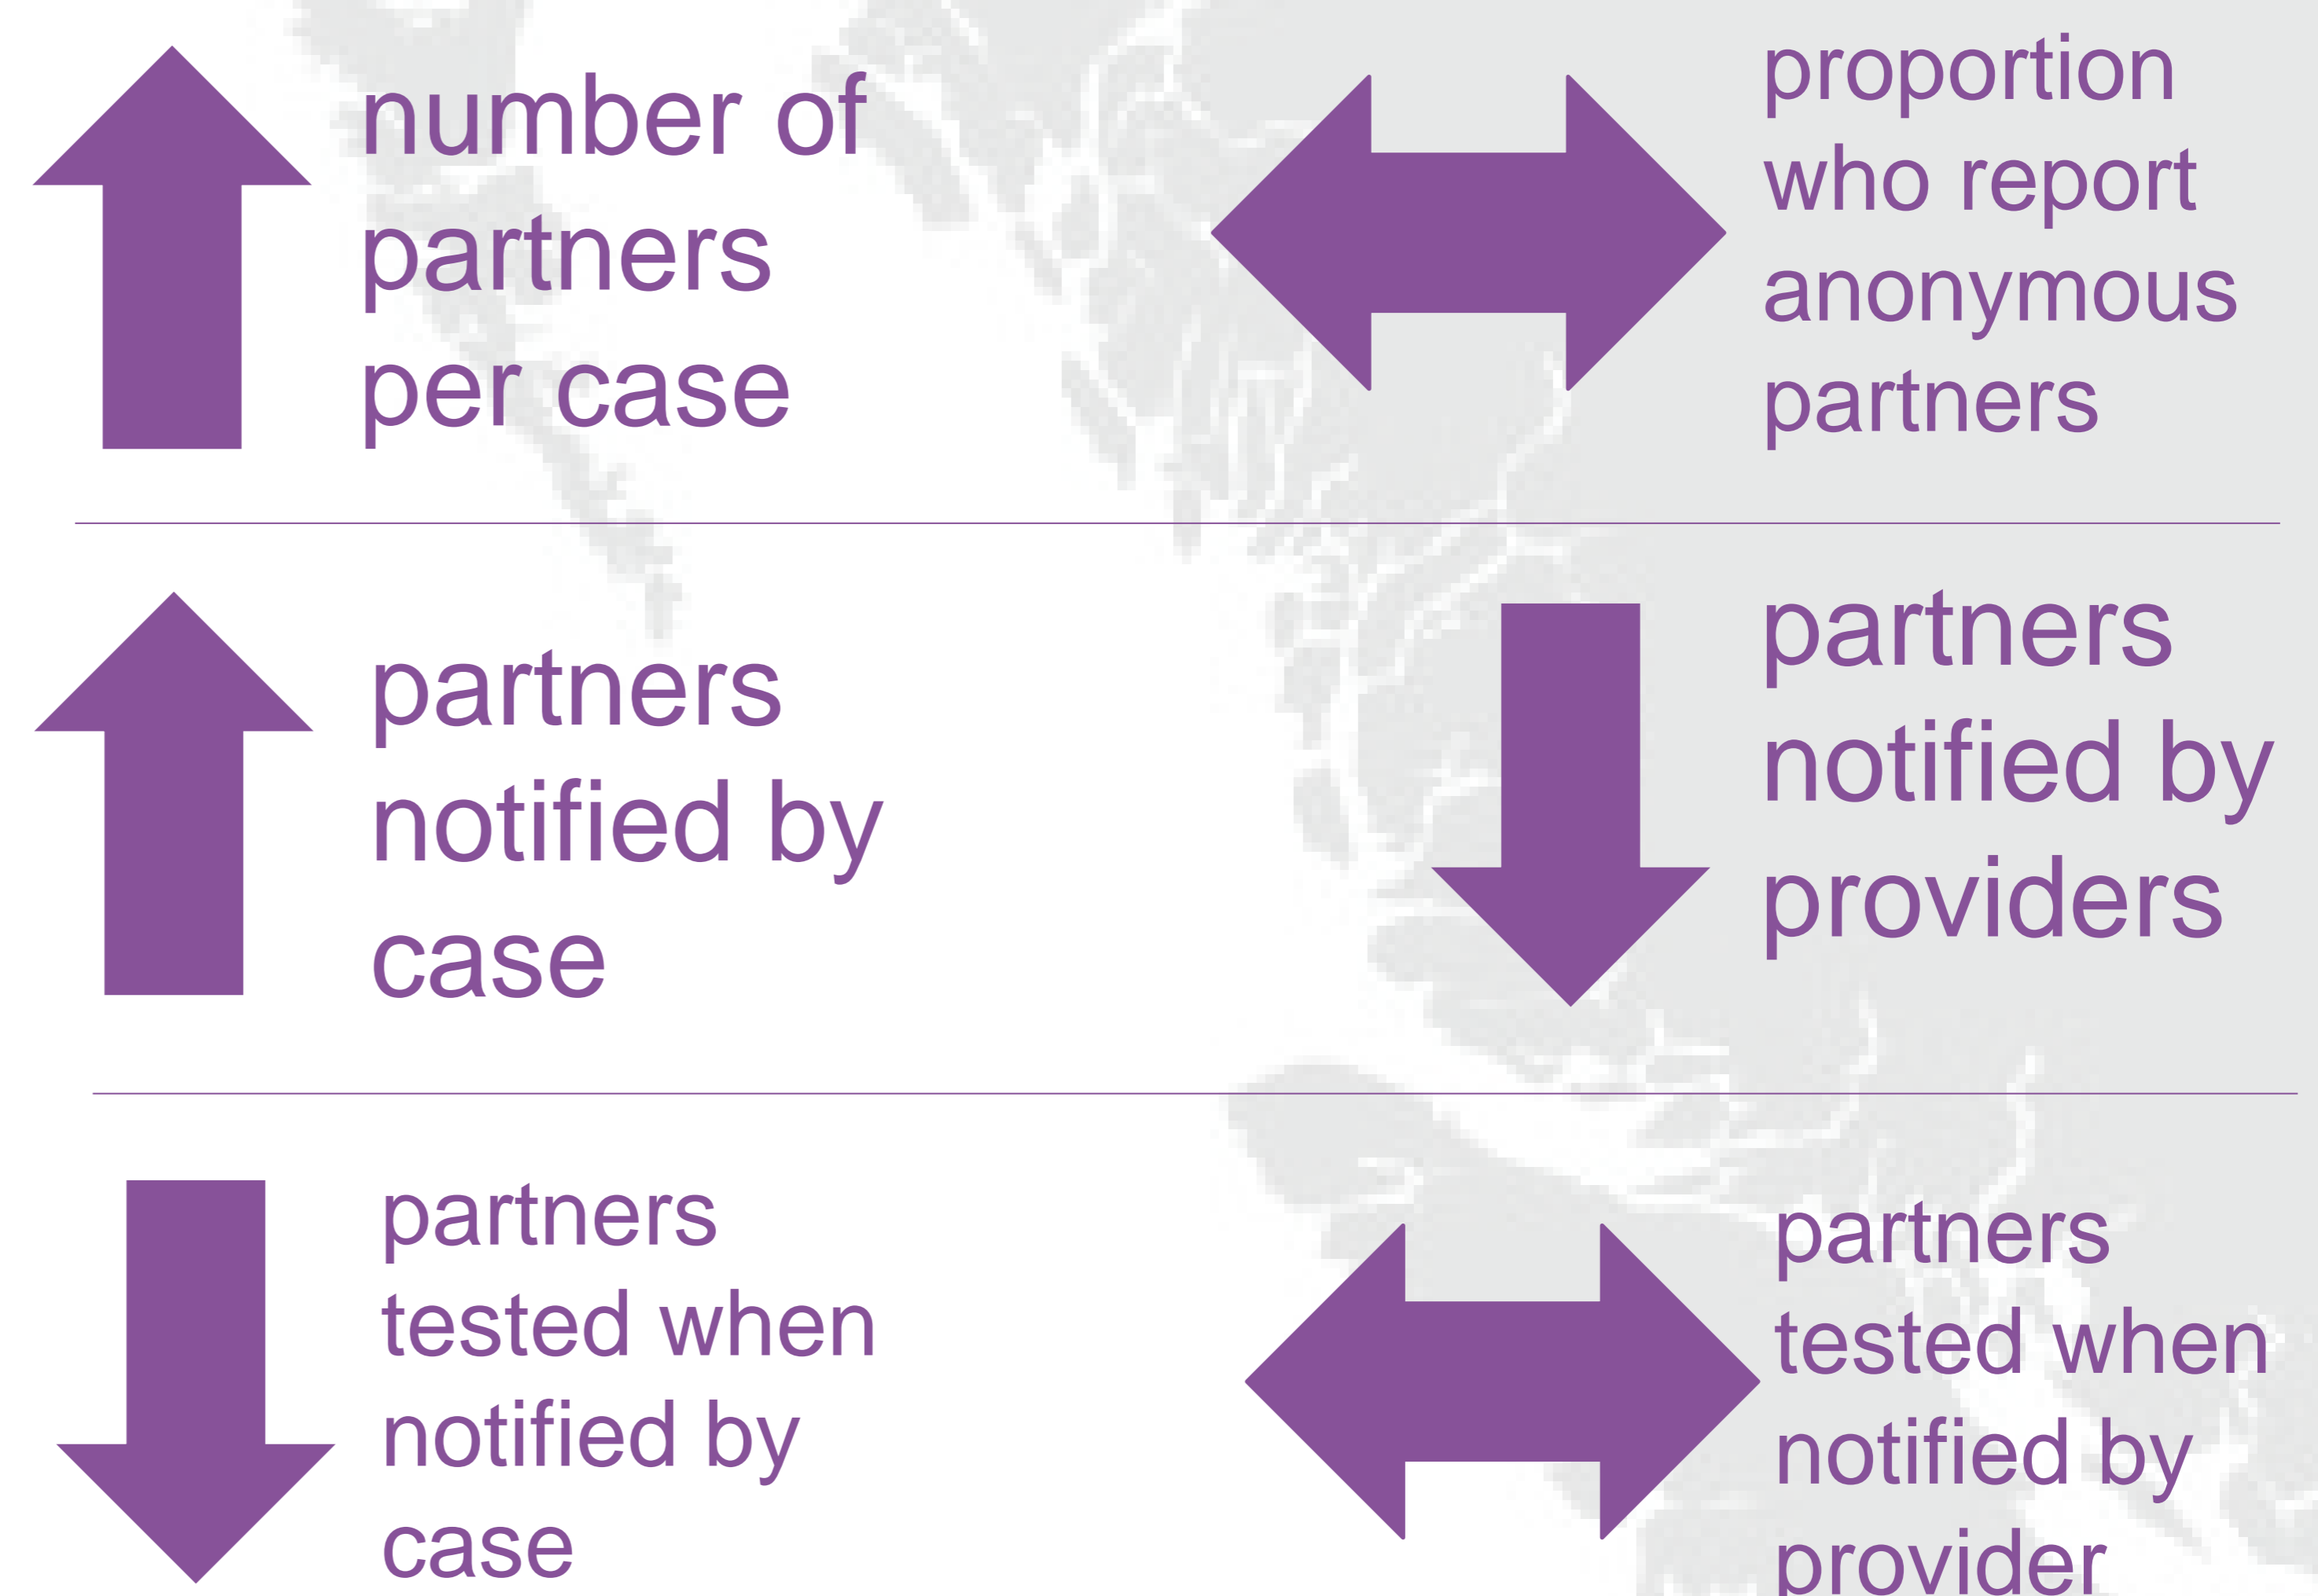 number of
partners
per case
proportion
who report
anonymous
partners
partners
notified by
case
partners
notified by
providers
partners
tested when
notified by
case
partners
tested when
notified by
provider